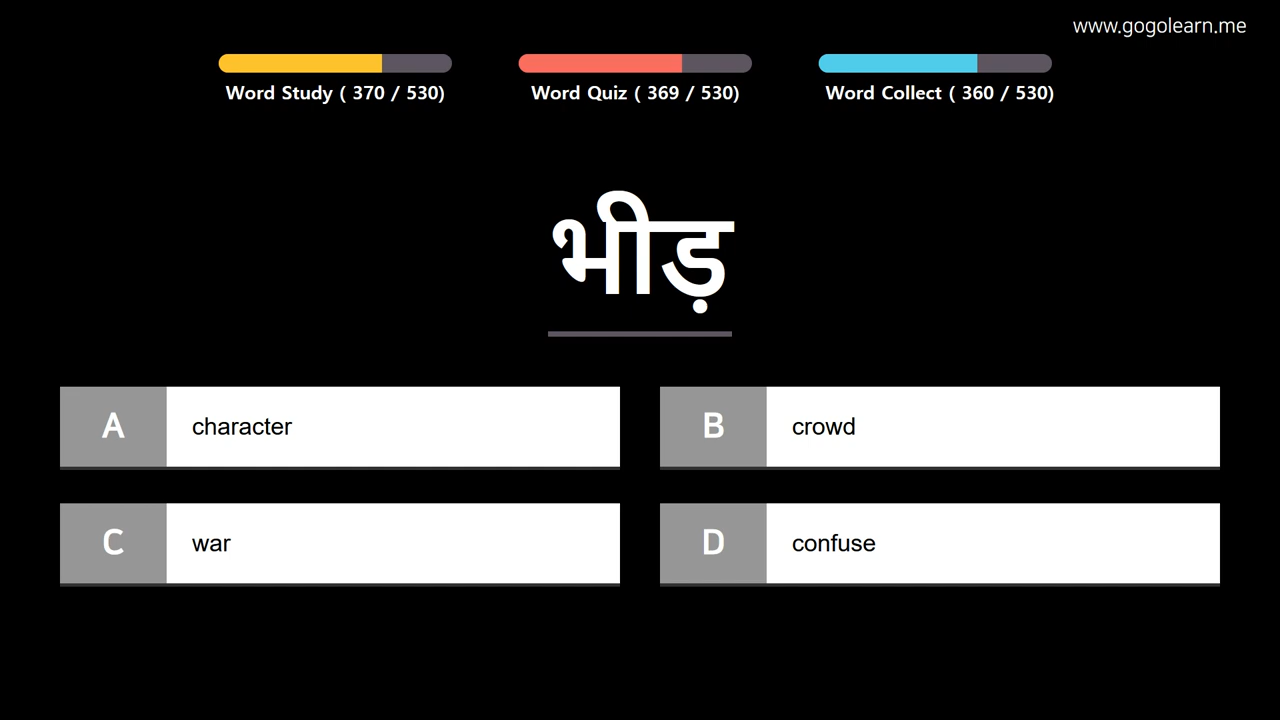 www.gogolearn.me
Word Study ( 370 / 530)
Word Quiz ( 369 / 530)
Word Collect ( 360 / 530)
भीड़
A character
B crowd
C war
D confuse